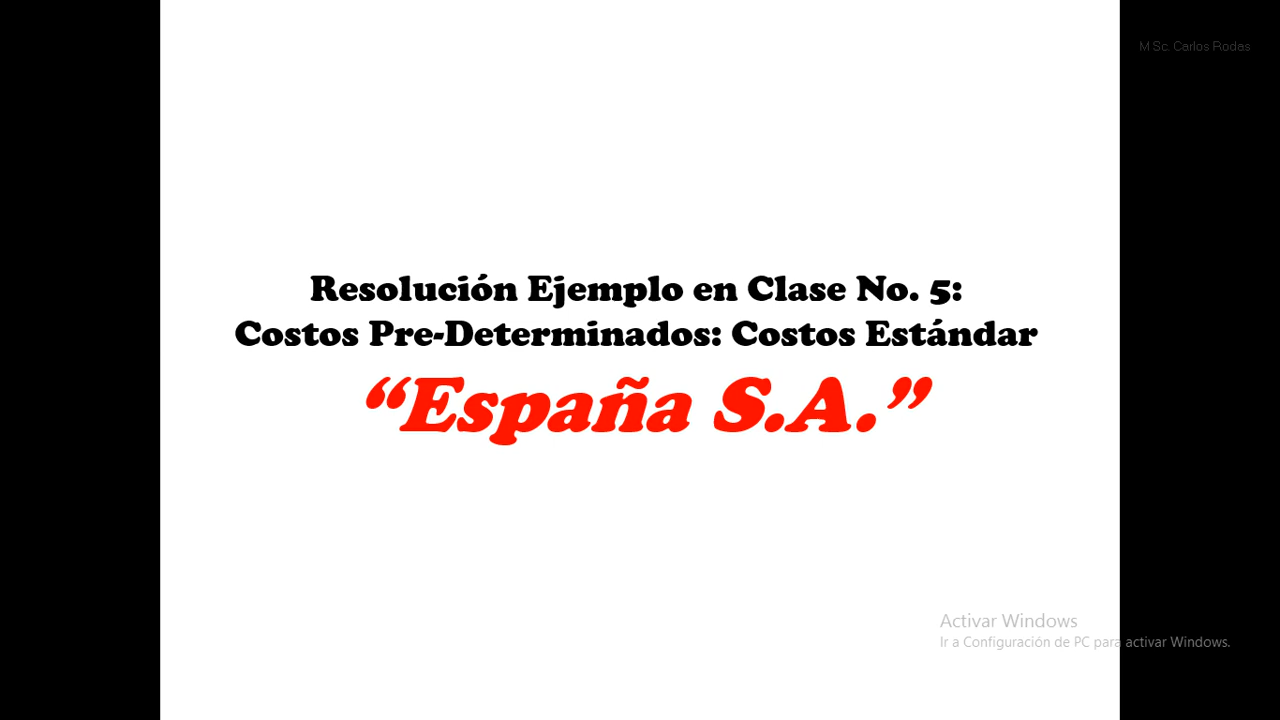 M Sc. Carlos Rodas
Resolución Ejemplo en Clase No. 5:
Costos Pre-Determinados: Costos Estándar
“España S.A.”
Activar Windows
Ir a Configuración de PC para activar Windows.